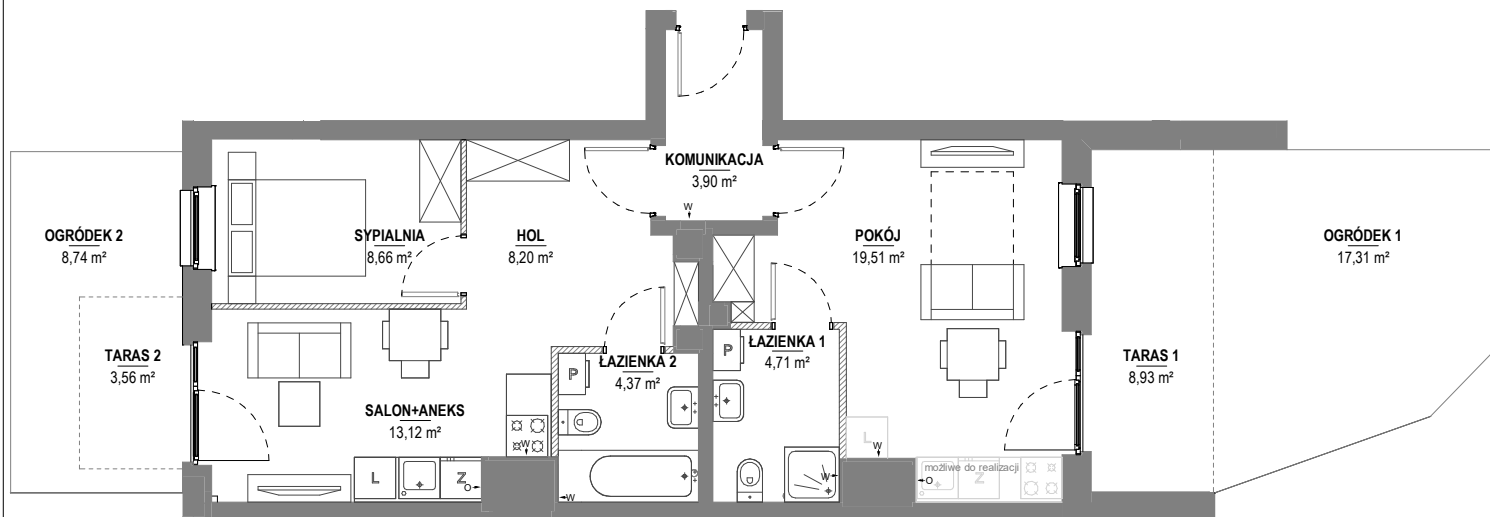 KOMUNIKACJA
3,90 m²
W
OGRÓDEK 2
8,74 m²
SYPIALNIA
8,66 m²
HOL
8,20 m²
POKÓJ
19,51 m²
OGRÓDEK 1
17,31 m²
TARAS 2
3,56 m²
P
ŁAZIENKA 2
4,37 m²
P
ŁAZIENKA 1
4,71 m²
TARAS 1
8,93 m²
SALON+ANEKS
13,12 m²
W
L
W
L
Z
O
W
W
możliwe do realizacji
Z
O